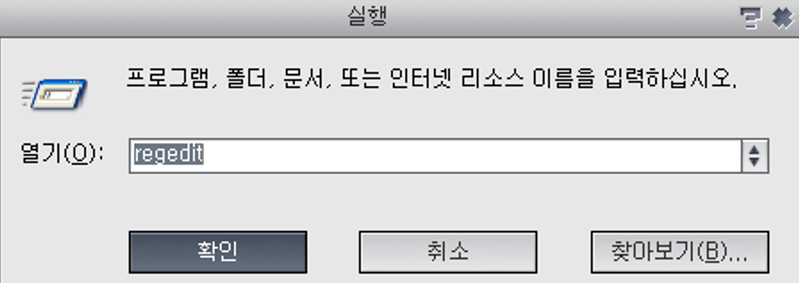 실행
프로그램, 폴더, 문서, 또는 인터넷 리소스 이름을 입력하십시오.
열기(O): regedit
확인 취소 찾아보기(B)...